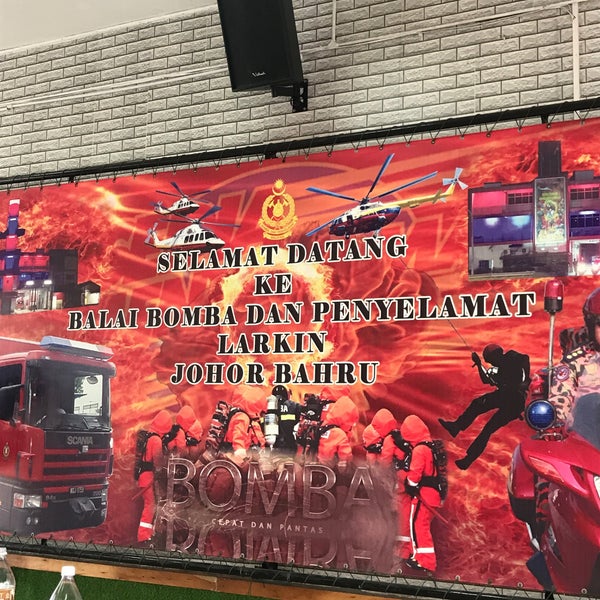 SELAMAT DATANG
KE
BALAI BOMBA DAN PENYELAMAT
LARKIN
JOHOR BAHRU
SCANIA
BOMBA
CEPAT DAN PANTAS